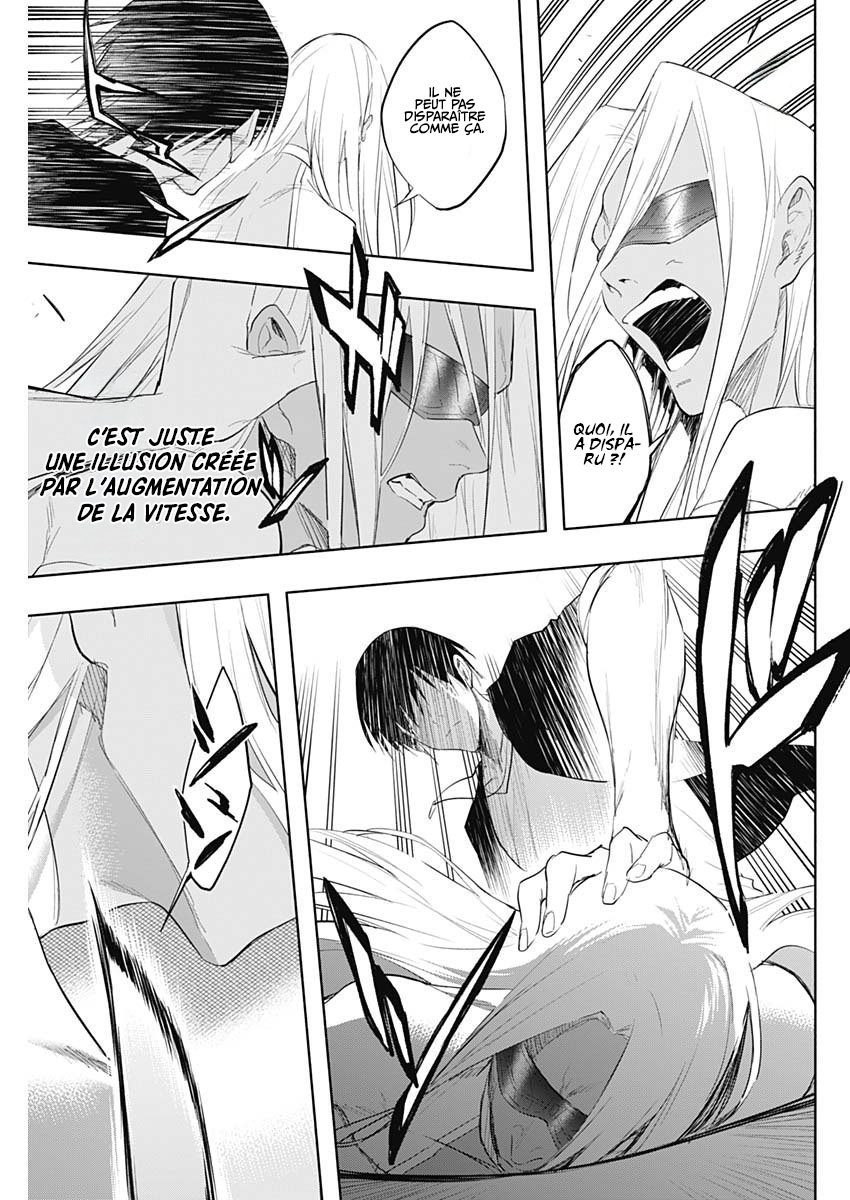 QUOI, IL
A DISPA-
RU ?!
IL NE
PEUT PAS
DISPARAÎTRE
COMME ÇA.
C'EST JUSTE
UNE ILLUSION CRÉÉE
PAR L'AUGMENTATION
DE LA VITESSE.